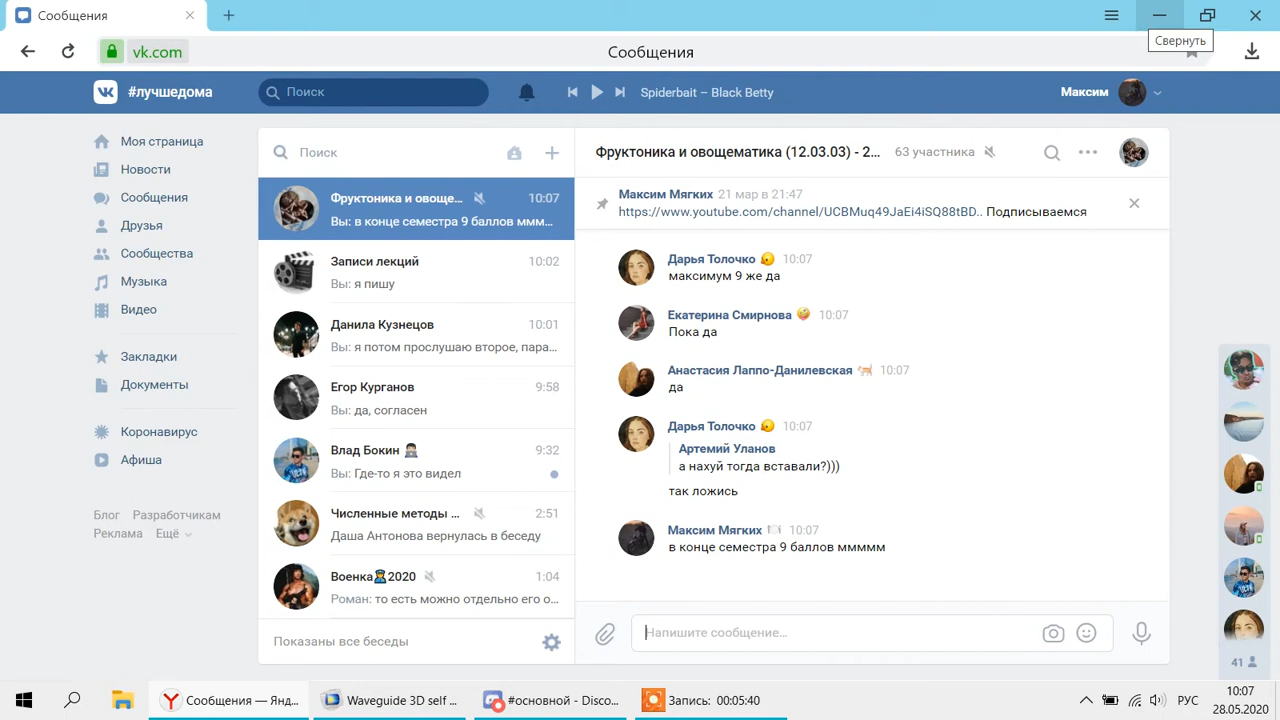 Сообщения
Свернуть
vk.com
Сообщения
#лучшедома
Поиск
Spiderbait – Black Betty
Максим
Моя страница
Новости
Сообщения
Друзья
Сообщества
Музыка
Видео
Закладки
Документы
Коронавирус
Афиша
Блог Разработчикам
Реклама Ещё
Поиск
Фруктоника и овоще... 10:07
Вы: в конце семестра 9 баллов ммм...
Записи лекций 10:02
Вы: я пишу
Данила Кузнецов 10:01
Вы: я потом прослушаю второе, пара...
Егор Курганов 9:58
Вы: да, согласен
Влад Бокин 9:32
Вы: Где-то я это видел
Численные методы ... 2:51
Даша Антонова вернулась в беседу
Военка 2020 1:04
Роман: то есть можно отдельно его о...
Показаны все беседы
Фруктоника и овощематика (12.03.03) - 2... 63 участника
Максим Мягких 21 мар в 21:47
https://www.youtube.com/channel/UCBMuq49JaEi4iSQ88tBD.. Подписываемся
Дарья Толочко 10:07
максимум 9 же да
Екатерина Смирнова 10:07
Пока да
Анастасия Лаппо-Данилевская 10:07
да
Дарья Толочко 10:07
Артемий Уланов
а нахуй тогда вставали?)))
так ложись
Максим Мягких 10:07
в конце семестра 9 баллов ммммм
Напишите сообщение...
41
Сообщения — Янд...
Waveguide 3D self ...
#основной - Disco...
Запись: 00:05:40
РУС
10:07
28.05.2020